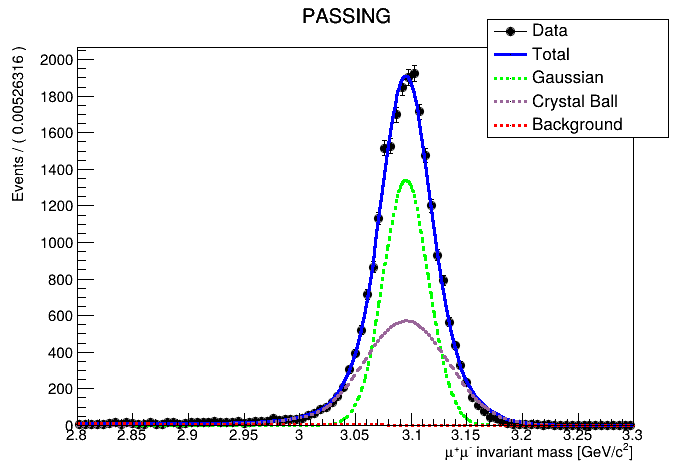 PASSING
Data
Total
Gaussian
Crystal Ball
Background
Events / ( 0.00526316 )
2000
1800
1600
1400
1200
1000
800
600
400
200
0
2.8 2.85 2.9 2.95 3 3.05 3.1 3.15 3.2 3.25 3.3
μ⁺μ⁻ invariant mass [GeV/c²]